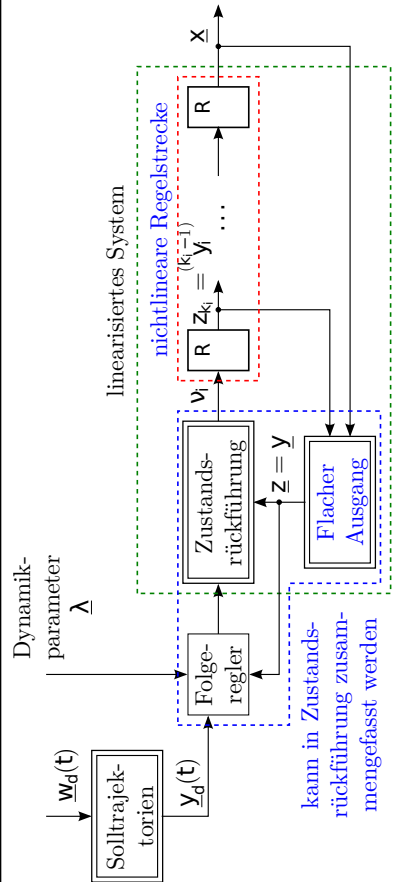 w_d(t)
Solltrajek-
torien
y_d(t)
Dynamik-
parameter
λ
Folge-
regler
Zustands-
rückführung
ν_i
linearisiertes System
nichtlineare Regelstrecke
R
z_{k_i} = y_i^{(k_i-1)}
...
R
x
z = y
Flacher
Ausgang
kann in Zustands-
rückführung zusam-
mengefasst werden